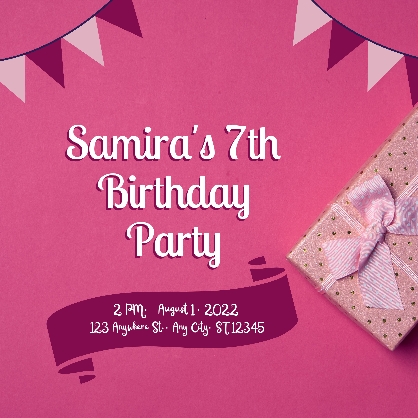 Samira's 7th
Birthday
Party
2 PM; August 1 · 2022
123 Anywhere St. · Any City · ST,12345